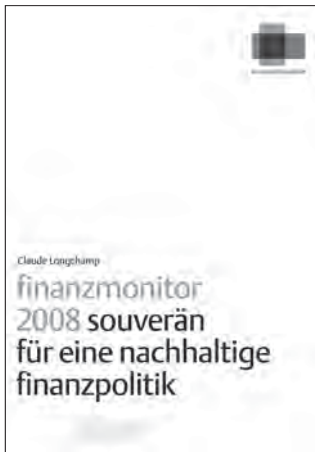 Claude Longchamp
finanzmonitor
2008 souverän
für eine nachhaltige
finanzpolitik